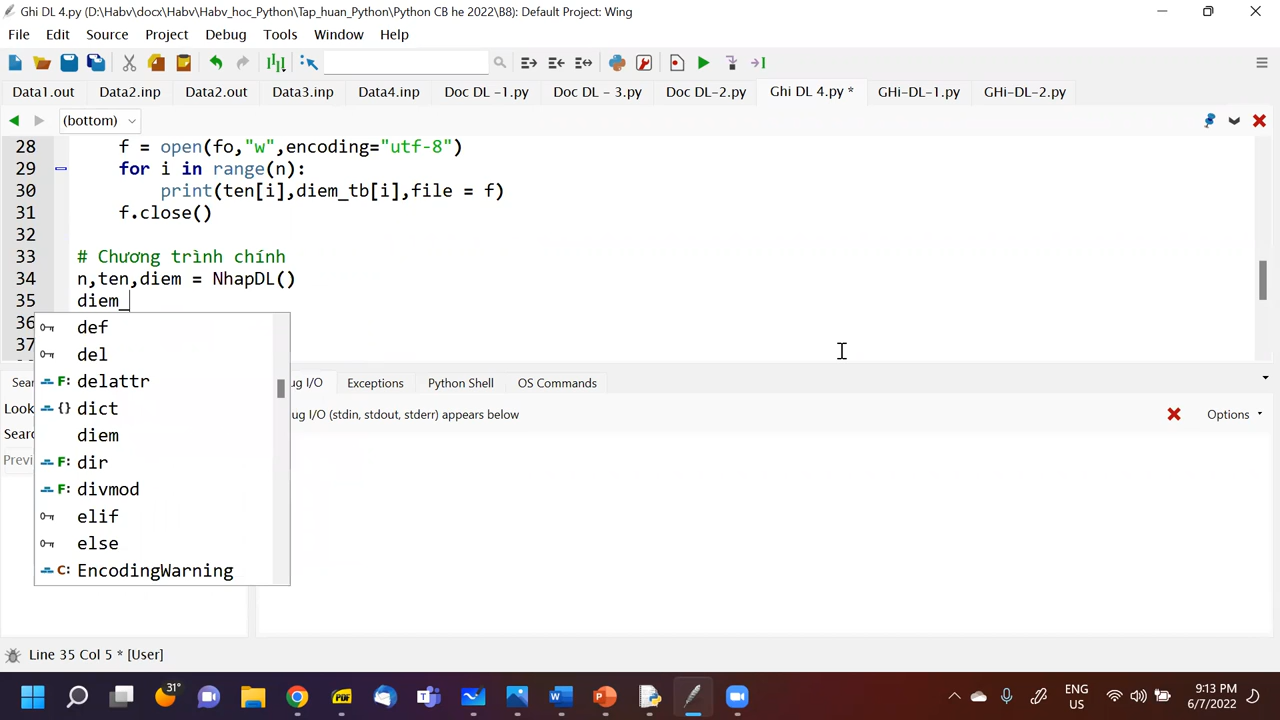 Ghi DL 4.py (D:\Habv\docx\Habv\Habv_hoc_Python\Tap_huan_Python\Python CB he 2022\B8): Default Project: Wing
File Edit Source Project Debug Tools Window Help
Data1.out Data2.inp Data2.out Data3.inp Data4.inp Doc DL -1.py Doc DL - 3.py Doc DL-2.py Ghi DL 4.py * GHi-DL-1.py GHi-DL-2.py
(bottom)
28 f = open(fo,"w",encoding="utf-8")
29 for i in range(n):
30 print(ten[i],diem_tb[i],file = f)
31 f.close()
32
33 # Chương trình chính
34 n,ten,diem = NhapDL()
35 diem_
36
37
def
del
delattr
dict
diem
dir
divmod
elif
else
EncodingWarning
Sear ug I/O Exceptions Python Shell OS Commands
Look ug I/O (stdin, stdout, stderr) appears below Options
Searc
Previ
Line 35 Col 5 * [User]
31°
ENG
US
9:13 PM
6/7/2022